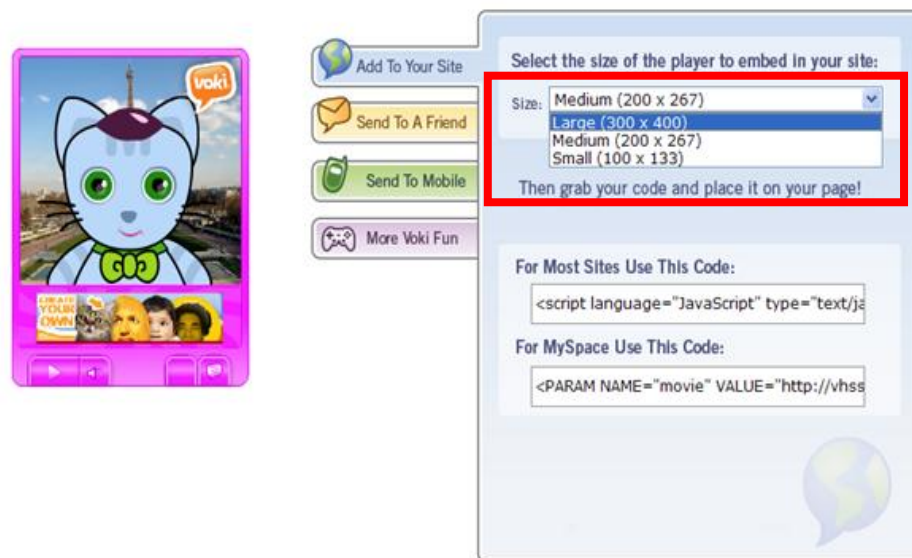 voki
CREATE
YOUR
OWN
Add To Your Site
Send To A Friend
Send To Mobile
More Voki Fun
Select the size of the player to embed in your site:
Size: Medium (200 x 267)
Large (300 x 400)
Medium (200 x 267)
Small (100 x 133)
Then grab your code and place it on your page!
For Most Sites Use This Code:
<script language="JavaScript" type="text/ja
For MySpace Use This Code:
<PARAM NAME="movie" VALUE="http://vhss